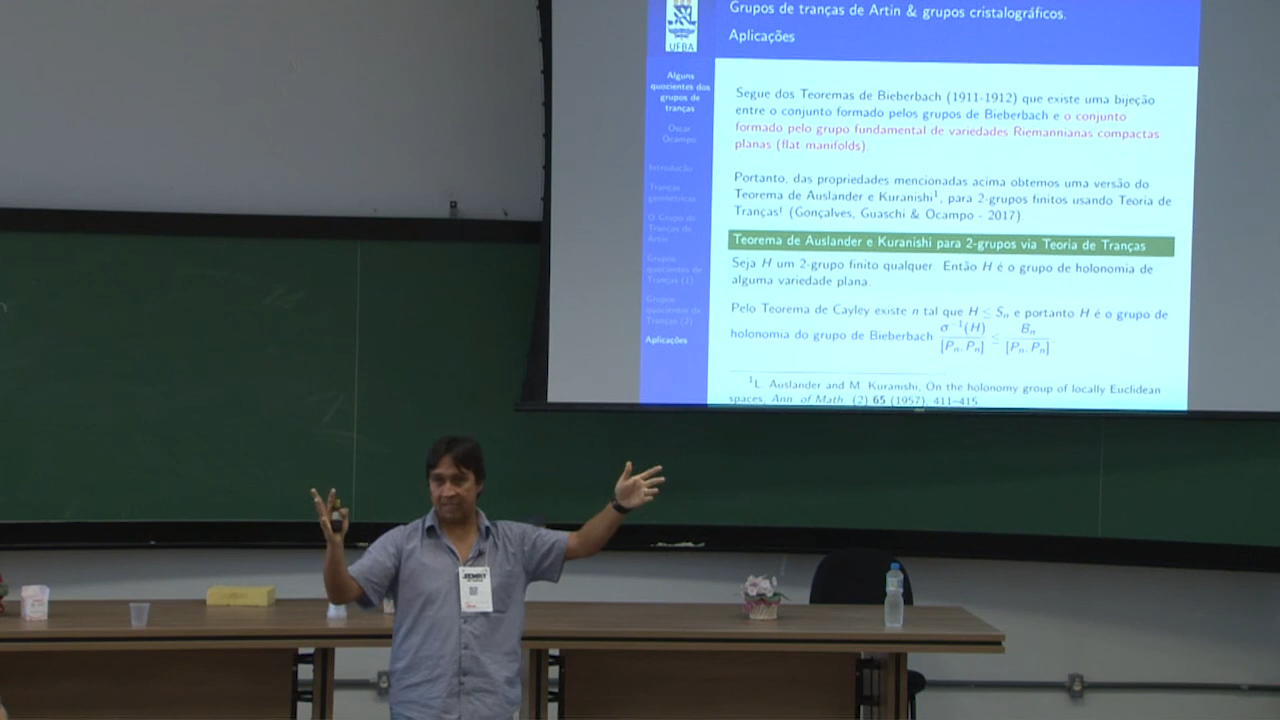 UFBA
Grupos de tranças de Artin & grupos cristalográficos.
Aplicações
Alguns
quocientes dos
grupos de
tranças
Oscar
Ocampo
Introdução
Tranças
geométricas
O Grupo de
Tranças de
Artin
Grupos
quocientes de
Tranças (1)
Grupos
quocientes de
Tranças (2)
Aplicações
Segue dos Teoremas de Bieberbach (1911-1912) que existe uma bijeção
entre o conjunto formado pelos grupos de Bieberbach e o conjunto
formado pelo grupo fundamental de variedades Riemannianas compactas
planas (flat manifolds).
Portanto, das propriedades mencionadas acima obtemos uma versão do
Teorema de Auslander e Kuranishi¹, para 2-grupos finitos usando Teoria de
Tranças! (Gonçalves, Guaschi & Ocampo - 2017).
Teorema de Auslander e Kuranishi para 2-grupos via Teoria de Tranças
Seja H um 2-grupo finito qualquer. Então H é o grupo de holonomia de
alguma variedade plana.
Pelo Teorema de Cayley existe n tal que H ≤ Sₙ e portanto H é o grupo de
holonomia do grupo de Bieberbach σ⁻¹(H)/[Pₙ, Pₙ] ≤ Bₙ/[Pₙ, Pₙ]
¹L. Auslander and M. Kuranishi, On the holonomy group of locally Euclidean
spaces, Ann. of Math. (2) 65 (1957), 411–415.